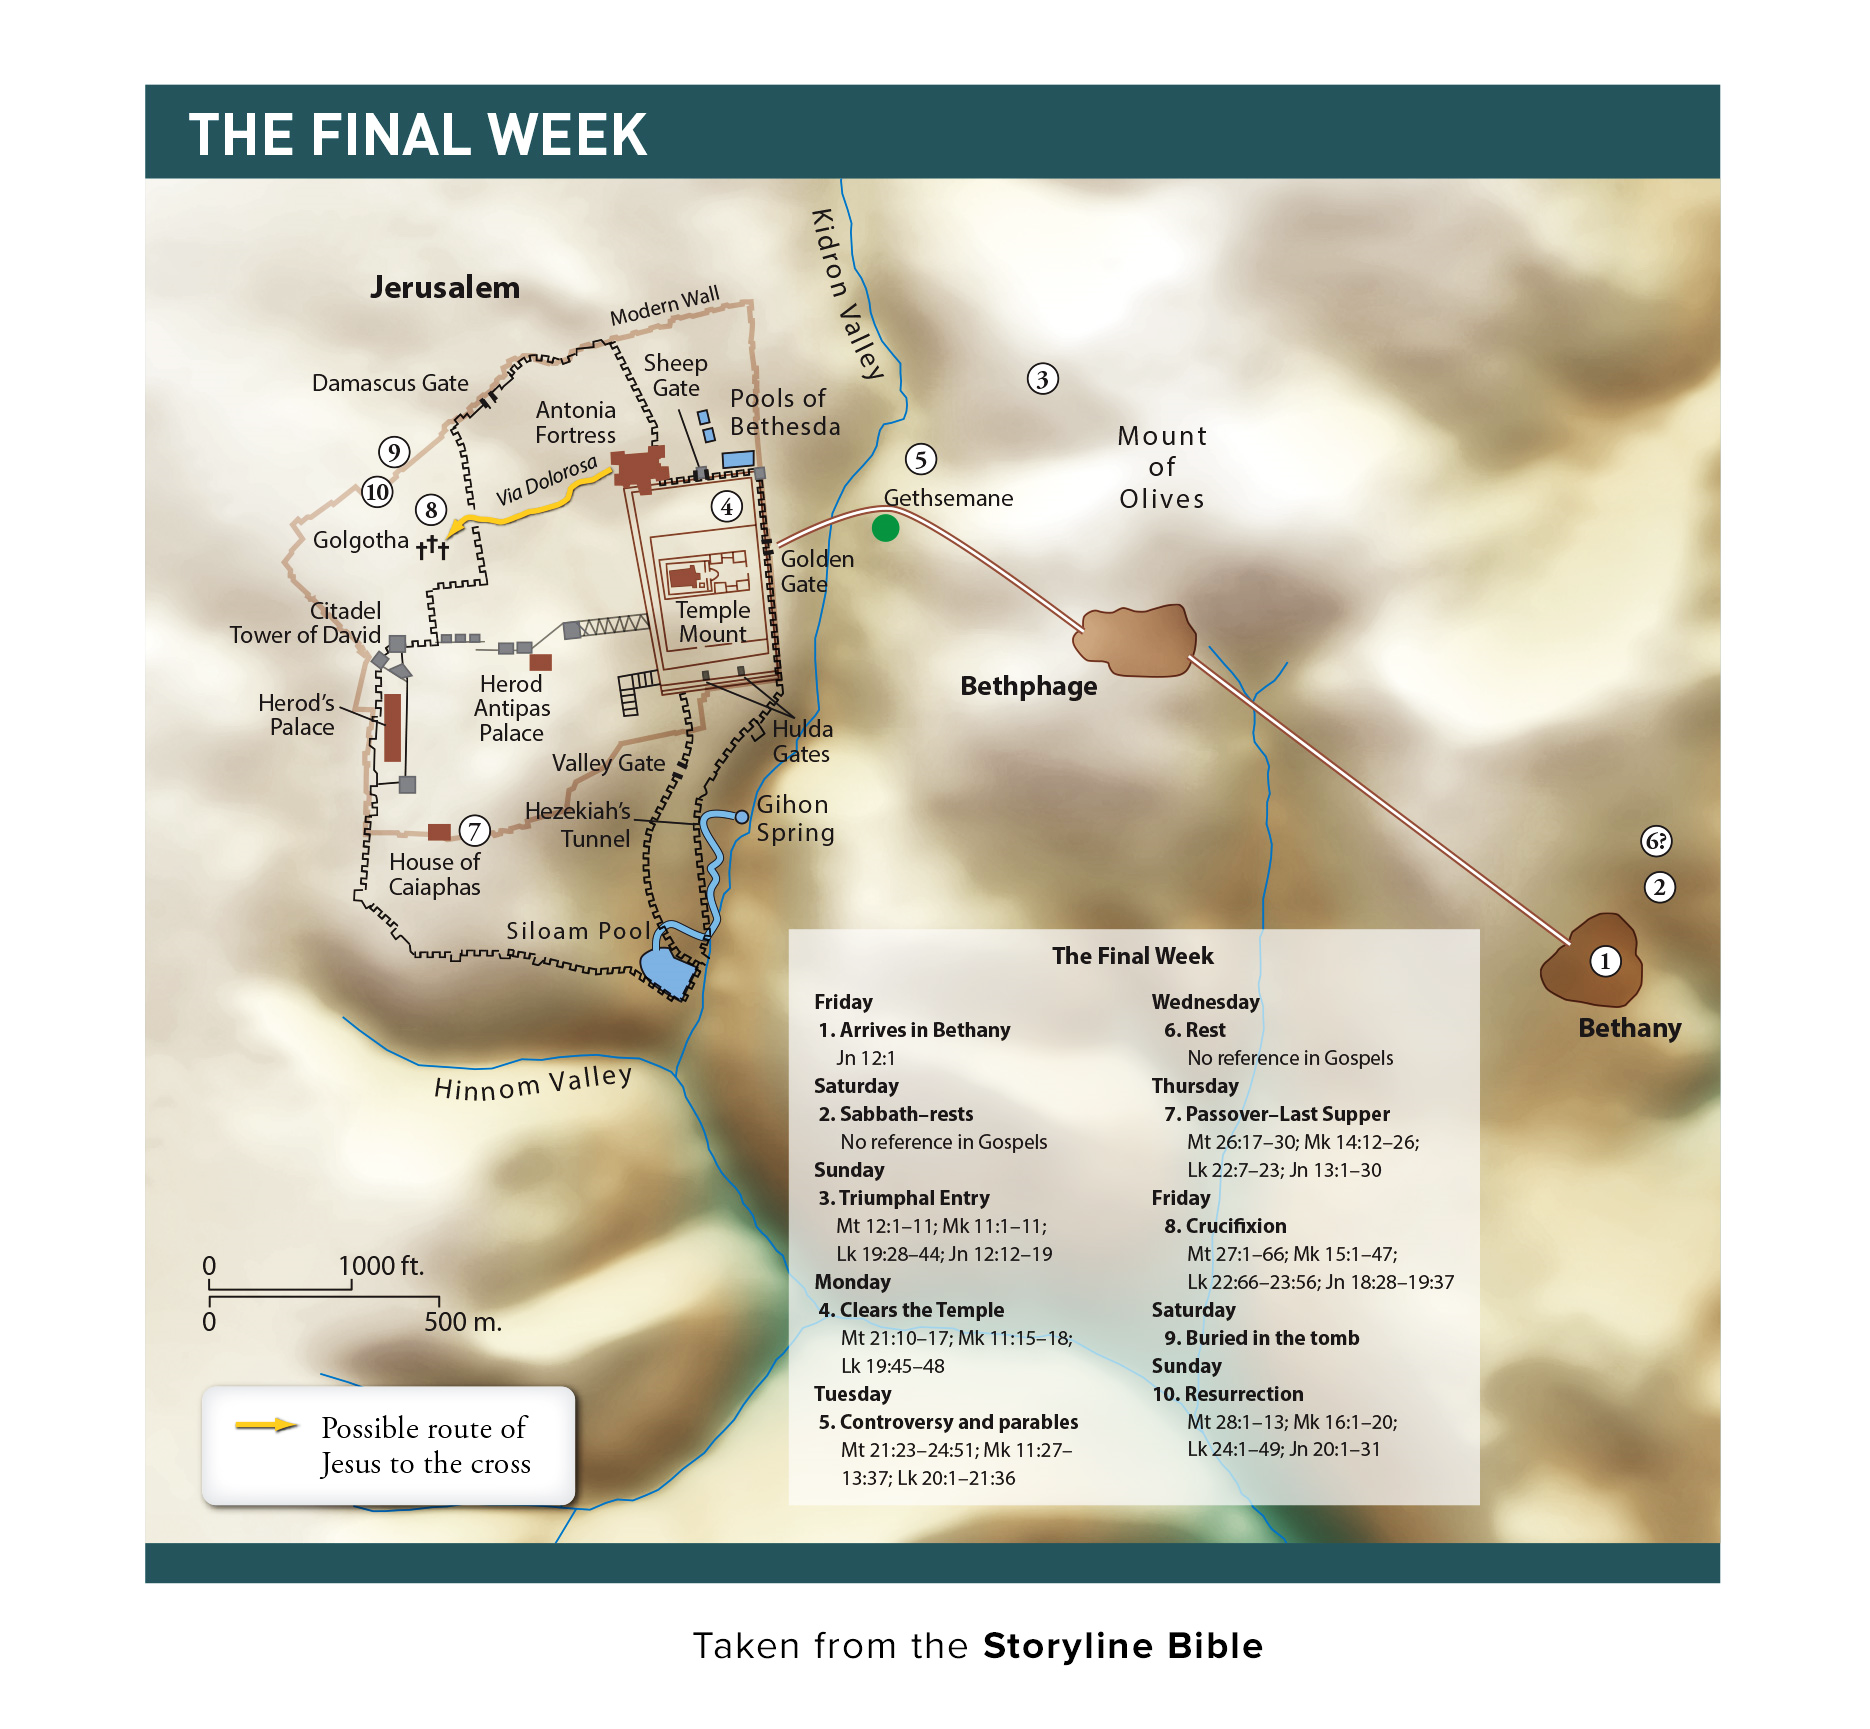 THE FINAL WEEK
Kidron Valley
Jerusalem
Modern Wall
Sheep
Gate
Damascus Gate
Antonia
Fortress
Pools of
Bethesda
3
Mount
of
Olives
9
10
8
Via Dolorosa
4
5
Gethsemane
Golgotha
Golden
Gate
Citadel
Tower of David
Temple
Mount
Herod's
Palace
Herod
Antipas
Palace
Bethphage
Hulda
Gates
Valley Gate
Hezekiah's
Tunnel
Gihon
Spring
7
House of
Caiaphas
6?
2
Siloam Pool
1
Bethany
Hinnom Valley
The Final Week
Friday
1. Arrives in Bethany
Jn 12:1
Saturday
2. Sabbath–rests
No reference in Gospels
Sunday
3. Triumphal Entry
Mt 12:1–11; Mk 11:1–11;
Lk 19:28–44; Jn 12:12–19
Monday
4. Clears the Temple
Mt 21:10–17; Mk 11:15–18;
Lk 19:45–48
Tuesday
5. Controversy and parables
Mt 21:23–24:51; Mk 11:27–
13:37; Lk 20:1–21:36
Wednesday
6. Rest
No reference in Gospels
Thursday
7. Passover–Last Supper
Mt 26:17–30; Mk 14:12–26;
Lk 22:7–23; Jn 13:1–30
Friday
8. Crucifixion
Mt 27:1–66; Mk 15:1–47;
Lk 22:66–23:56; Jn 18:28–19:37
Saturday
9. Buried in the tomb
Sunday
10. Resurrection
Mt 28:1–13; Mk 16:1–20;
Lk 24:1–49; Jn 20:1–31
0 1000 ft.
0 500 m.
Possible route of
Jesus to the cross
Taken from the Storyline Bible